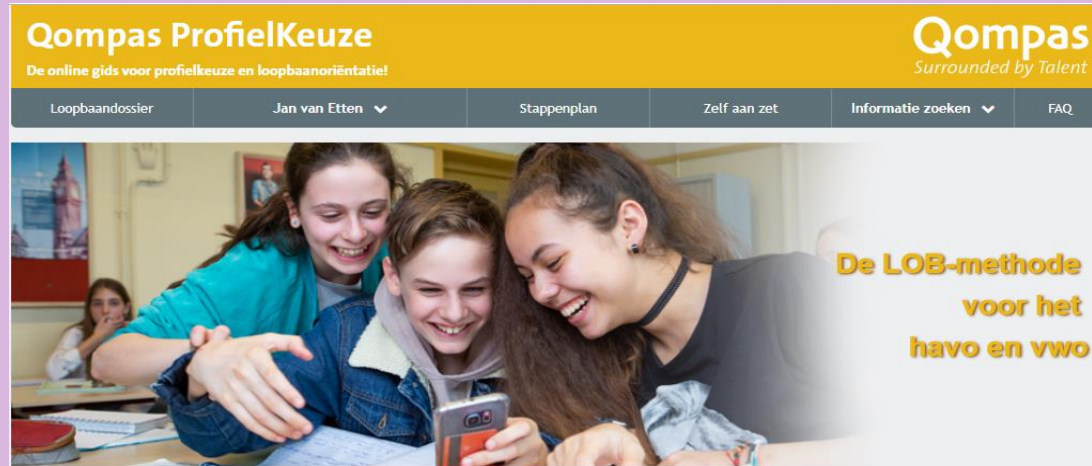 Qompas ProfielKeuze
De online gids voor profielkeuze en loopbaanoriëntatie!
Qompas
Surrounded by Talent
Loopbaandossier Jan van Etten Stappenplan Zelf aan zet Informatie zoeken FAQ
De LOB-methode
voor het
havo en vwo